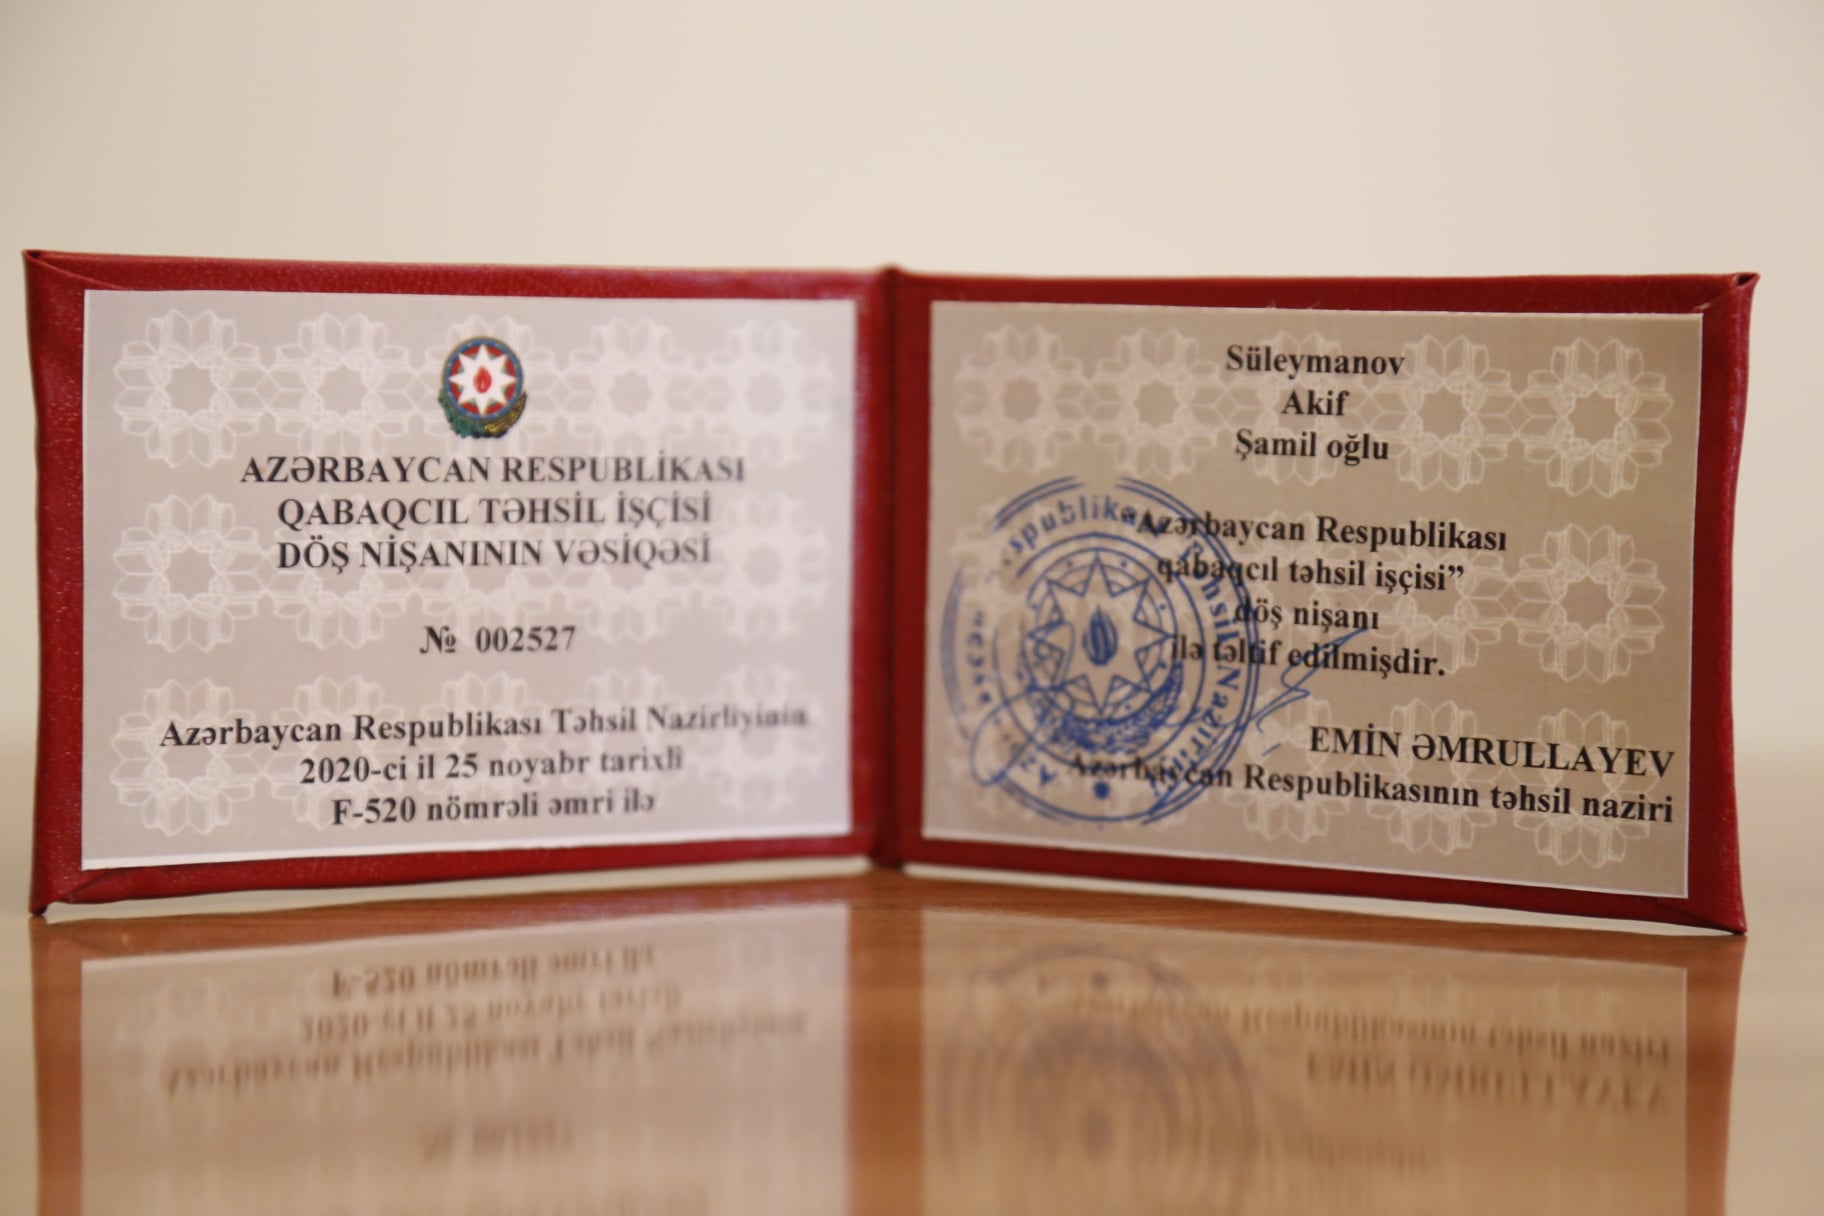 AZƏRBAYCAN RESPUBLİKASI
QABAQCIL TƏHSİL İŞÇİSİ
DÖŞ NİŞANININ VƏSİQƏSİ
№ 002527
Azərbaycan Respublikası Təhsil Nazirliyinin
2020-ci il 25 noyabr tarixli
F-520 nömrəli əmri ilə
Süleymanov
Akif
Şamil oğlu
“Azərbaycan Respublikası
qabaqcıl təhsil işçisi”
döş nişanı
ilə təltif edilmişdir.
EMİN ƏMRULLAYEV
Azərbaycan Respublikasının təhsil naziri